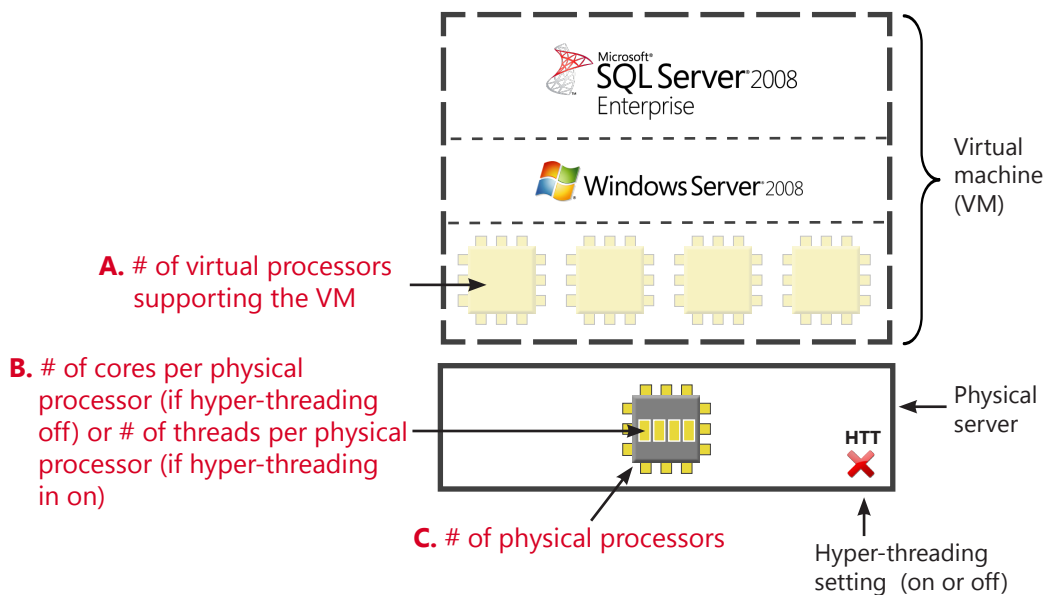 Microsoft®
SQL Server® 2008
Enterprise
Windows Server® 2008
Virtual
machine
(VM)
A. # of virtual processors
supporting the VM
B. # of cores per physical
processor (if hyper-threading
off) or # of threads per physical
processor (if hyper-threading
in on)
Physical
server
HTT
C. # of physical processors
Hyper-threading
setting (on or off)